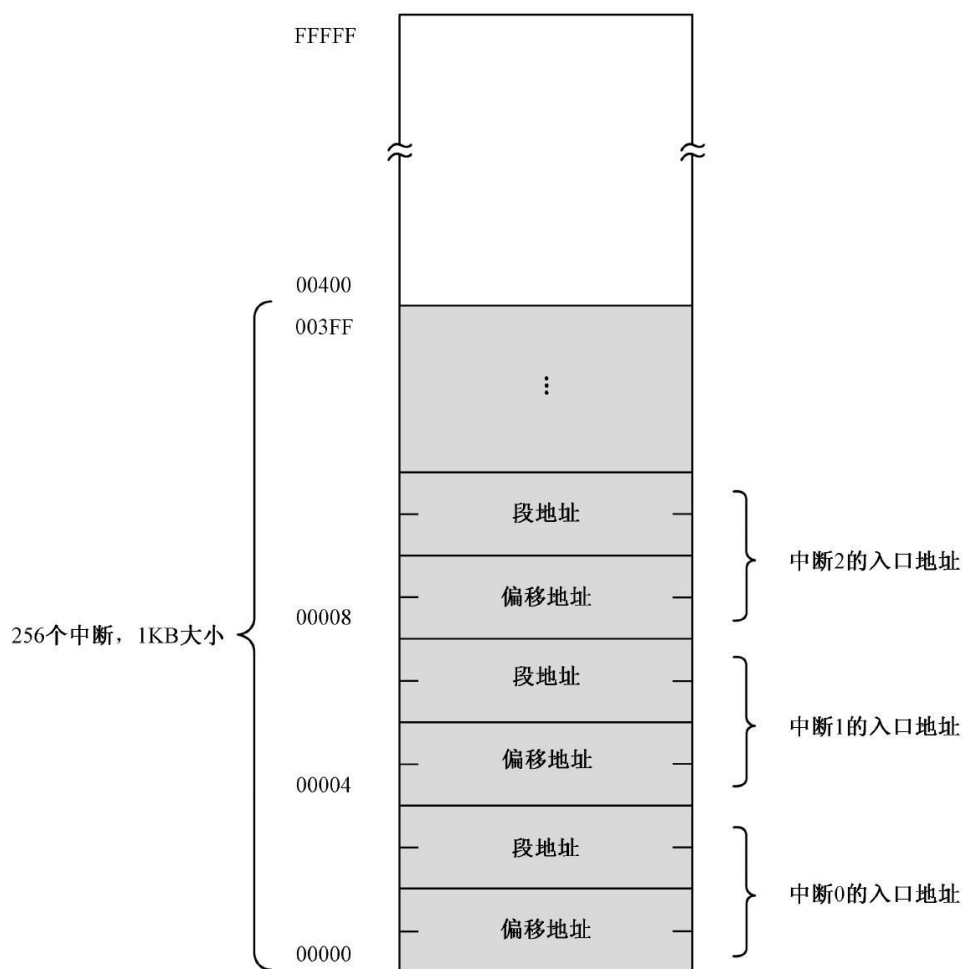 FFFFF
00400
003FF
⋮
段地址
中断2的入口地址
偏移地址
00008
256个中断，1KB大小
段地址
中断1的入口地址
偏移地址
00004
段地址
中断0的入口地址
偏移地址
00000